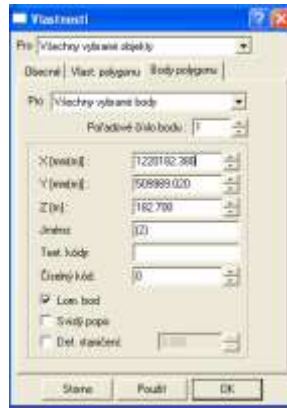 Vlastnosti
Pro Všechny vybrané objekty
Obecné Vlast. polygonu Body polygonu
Pro Všechny vybrané body
Pořadové číslo bodu: 1
X [mm(m)]: 1220182.380
Y [mm(m)]: 509989.020
Z [m]: 182.700
Jméno: (2)
Text. kódy:
Číselný kód: 0
Lom. bod
Svislý popis
Def. staničení:
Storno Použít OK